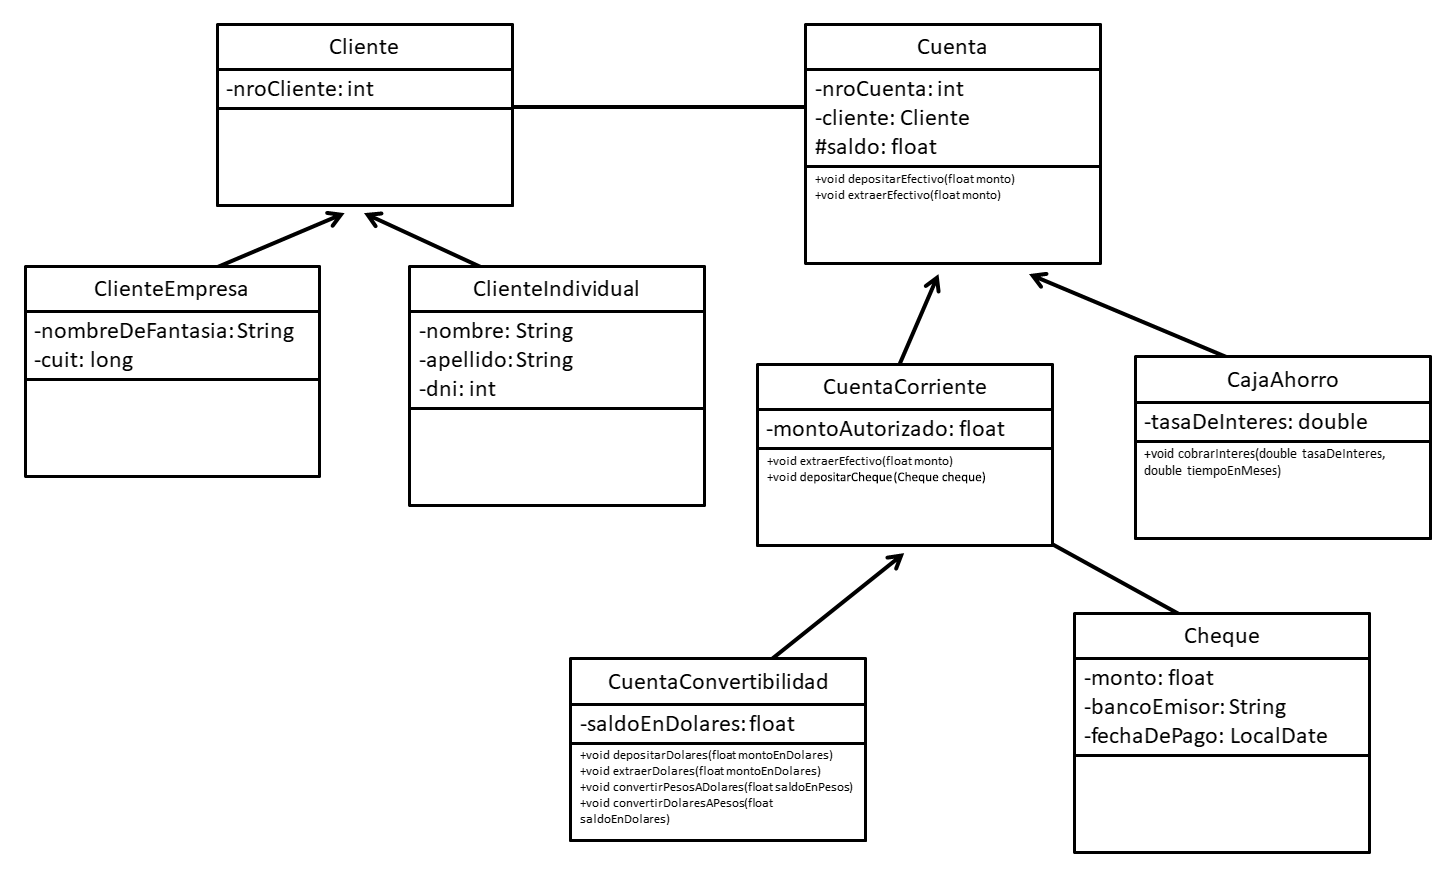 Cliente
-nroCliente: int
Cuenta
-nroCuenta: int
-cliente: Cliente
#saldo: float
+void depositarEfectivo(float monto)
+void extraerEfectivo(float monto)
ClienteEmpresa
-nombreDeFantasia: String
-cuit: long
ClienteIndividual
-nombre: String
-apellido: String
-dni: int
CuentaCorriente
-montoAutorizado: float
+void extraerEfectivo(float monto)
+void depositarCheque(Cheque cheque)
CajaAhorro
-tasaDeInteres: double
+void cobrarInteres(double tasaDeInteres,
double tiempoEnMeses)
CuentaConvertibilidad
-saldoEnDolares: float
+void depositarDolares(float montoEnDolares)
+void extraerDolares(float montoEnDolares)
+void convertirPesosADolares(float saldoEnPesos)
+void convertirDolaresAPesos(float
saldoEnDolares)
Cheque
-monto: float
-bancoEmisor: String
-fechaDePago: LocalDate